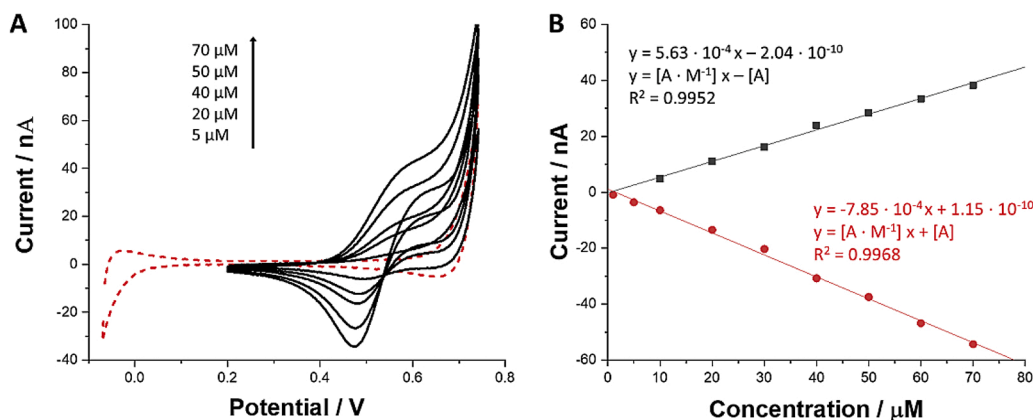 A
100
80
60
40
20
0
-20
-40
Current / nA
70 µM
50 µM
40 µM
20 µM
5 µM
0.0
0.2
0.4
0.6
0.8
Potential / V
B
60
40
20
0
-20
-40
-60
Current / nA
y = 5.63 · 10⁻⁴ x – 2.04 · 10⁻¹⁰
y = [A · M⁻¹] x – [A]
R² = 0.9952
y = -7.85 · 10⁻⁴x + 1.15 · 10⁻¹⁰
y = [A · M⁻¹] x + [A]
R² = 0.9968
0
10
20
30
40
50
60
70
80
Concentration / µM